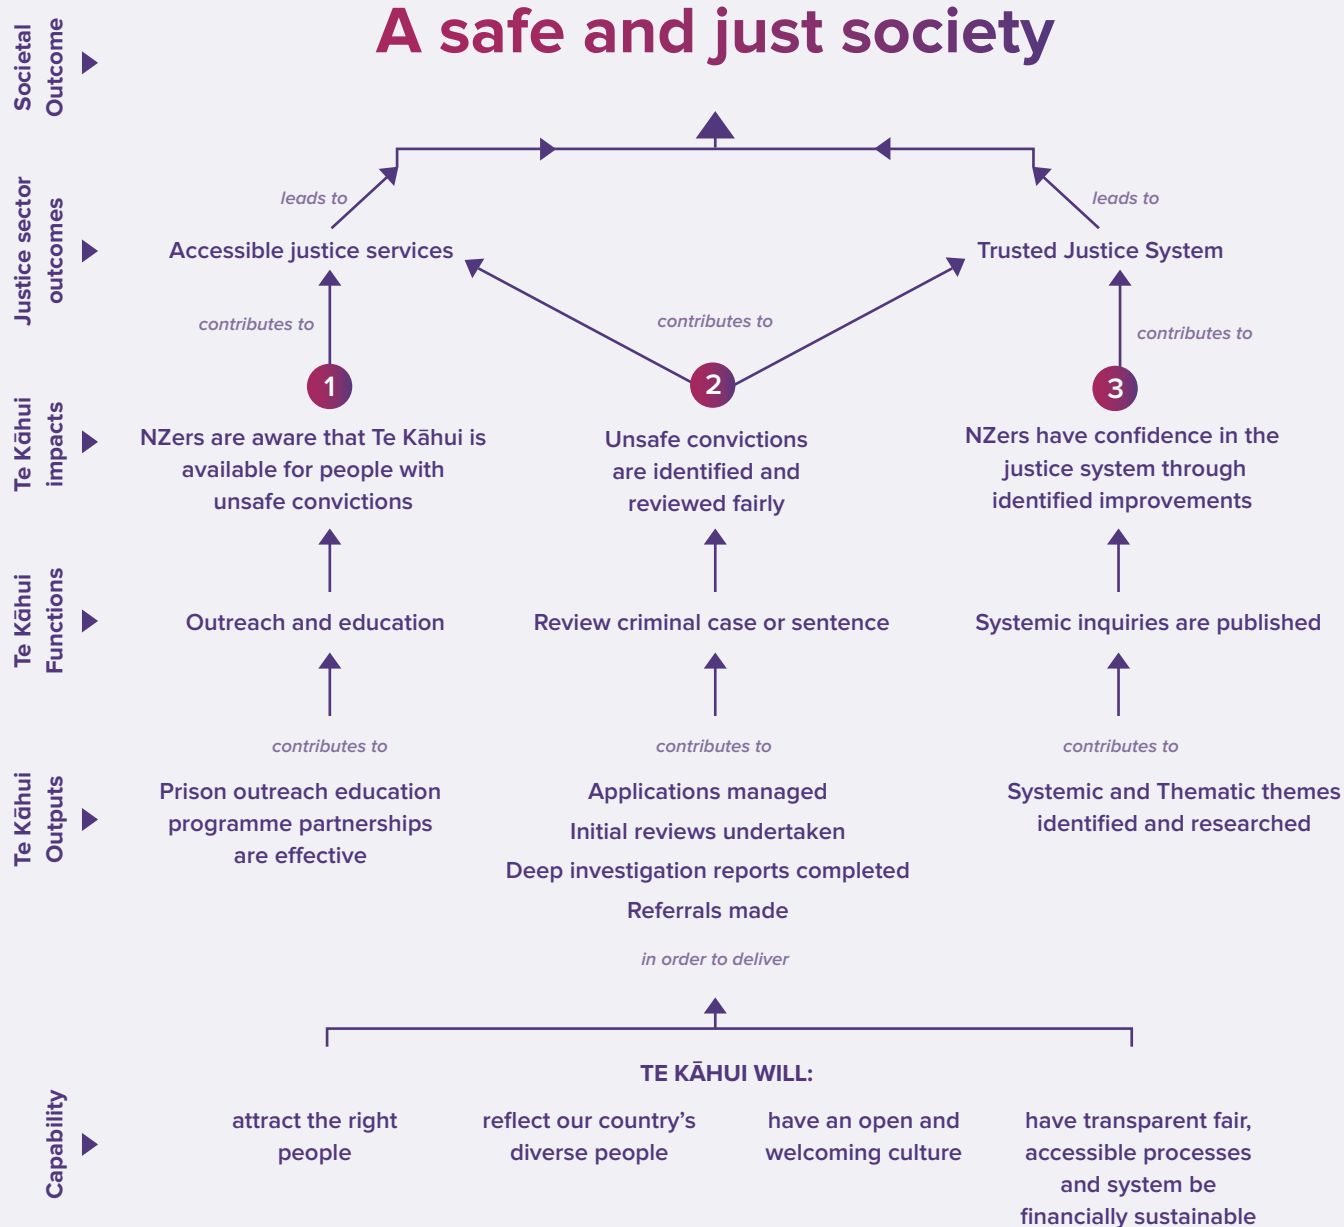 Societal
Outcome
A safe and just society
Justice sector
outcomes
leads to
leads to
Accessible justice services
Trusted Justice System
contributes to
contributes to
contributes to
Te Kāhui
impacts
1
2
3
NZers are aware that Te Kāhui is
available for people with
unsafe convictions
Unsafe convictions
are identified and
reviewed fairly
NZers have confidence in the
justice system through
identified improvements
Te Kāhui
Functions
Outreach and education
Review criminal case or sentence
Systemic inquiries are published
Te Kāhui
Outputs
contributes to
contributes to
contributes to
Prison outreach education
programme partnerships
are effective
Applications managed
Initial reviews undertaken
Deep investigation reports completed
Referrals made
Systemic and Thematic themes
identified and researched
in order to deliver
Capability
TE KĀHUI WILL:
attract the right
people
reflect our country’s
diverse people
have an open and
welcoming culture
have transparent fair,
accessible processes
and system be
financially sustainable